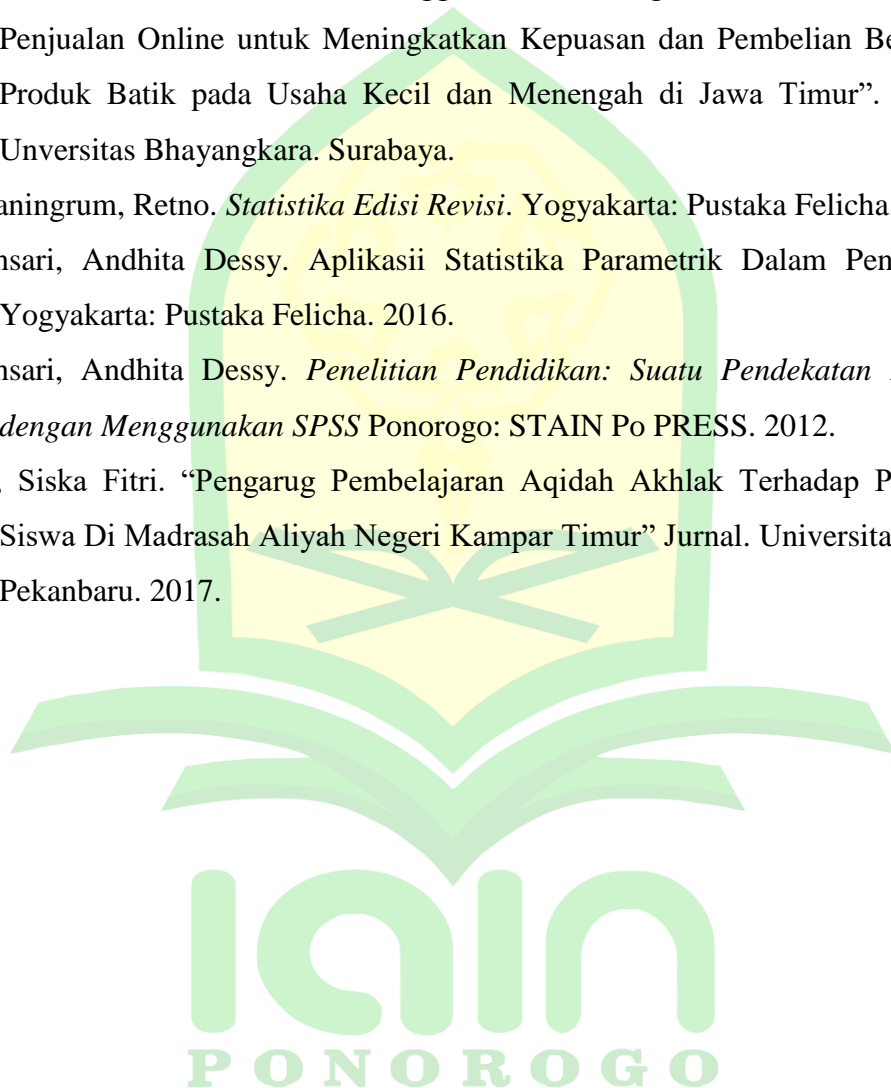 Penjualan Online untuk Meningkatkan Kepuasan dan Pembelian
Produk Batik pada Usaha Kecil dan Menengah di Jawa Timur”.
Unversitas Bhayangkara. Surabaya.
aningrum, Retno. Statistika Edisi Revisi. Yogyakarta: Pustaka Felicha.
nsari, Andhita Dessy. Aplikasii Statistika Parametrik Dalam
Yogyakarta: Pustaka Felicha. 2016.
nsari, Andhita Dessy. Penelitian Pendidikan: Suatu Pendekatan
dengan Menggunakan SPSS Ponorogo: STAIN Po PRESS. 2012.
, Siska Fitri. “Pengarug Pembelajaran Aqidah Akhlak Terhadap
Siswa Di Madrasah Aliyah Negeri Kampar Timur” Jurnal. Universita
Pekanbaru. 2017.
iain
PONOROGO